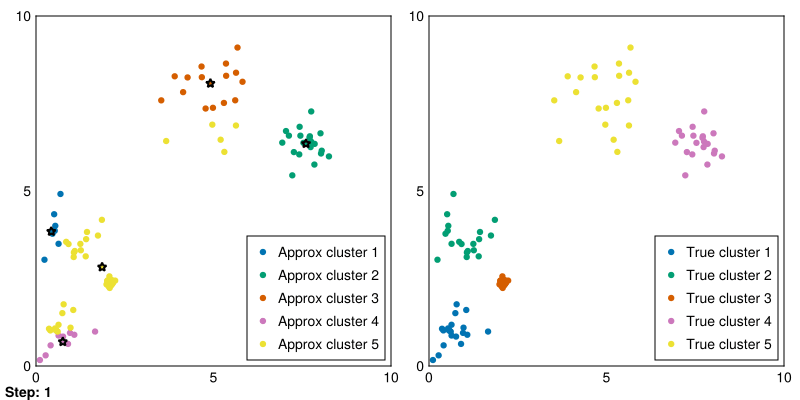 10
5
0
0
5
10
Approx cluster 1
Approx cluster 2
Approx cluster 3
Approx cluster 4
Approx cluster 5
Step: 1
10
5
0
0
5
10
True cluster 1
True cluster 2
True cluster 3
True cluster 4
True cluster 5